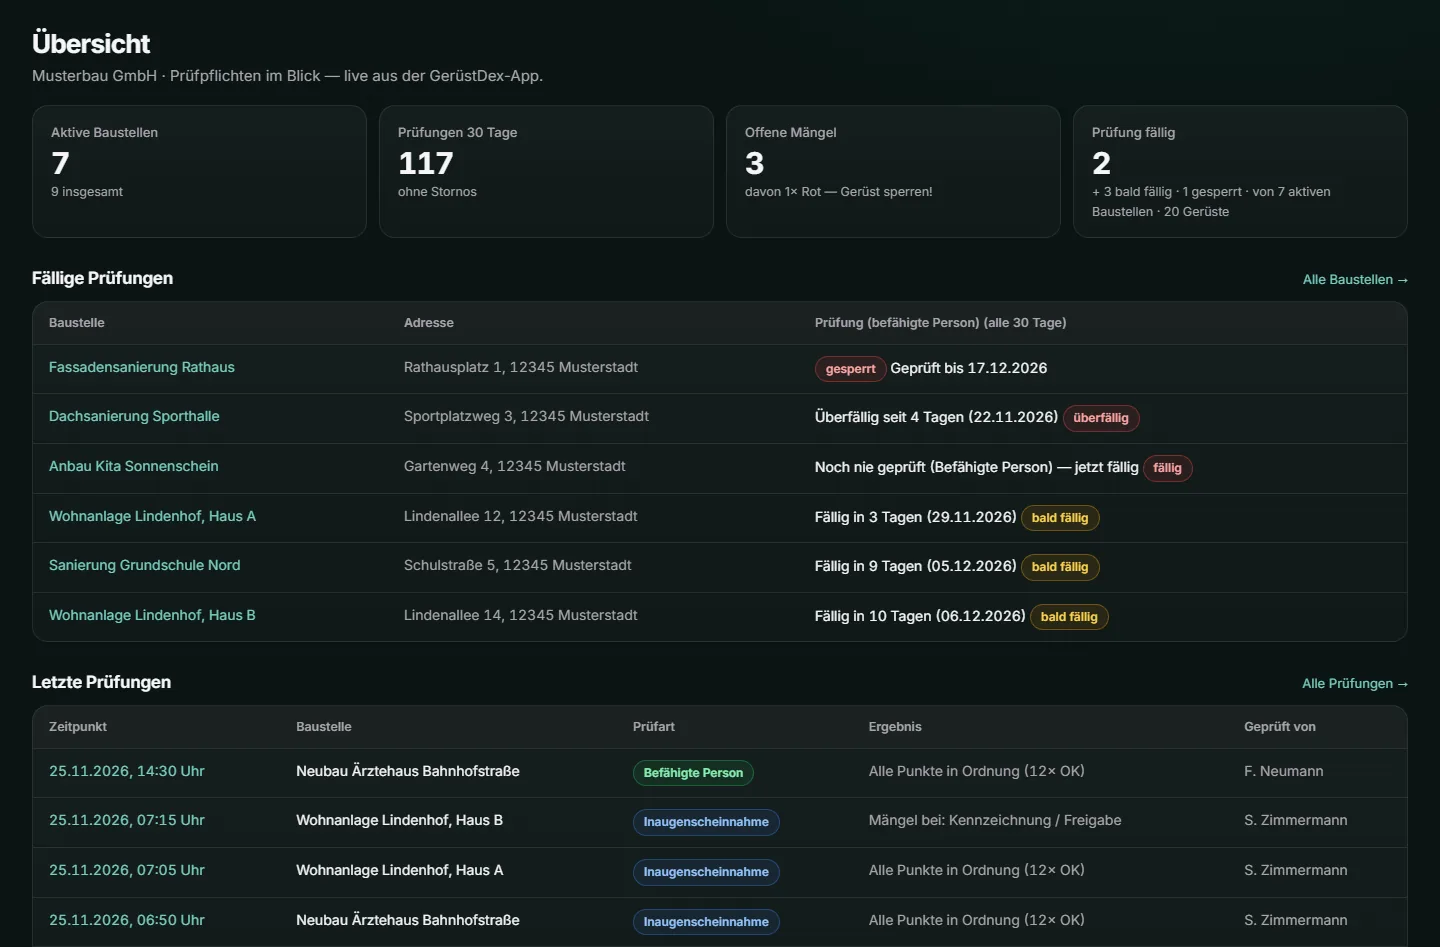 Übersicht
Musterbau GmbH · Prüfpflichten im Blick — live aus der GerüstDex-App.
Aktive Baustellen
7
9 insgesamt
Prüfungen 30 Tage
117
ohne Stornos
Offene Mängel
3
davon 1× Rot — Gerüst sperren!
Prüfung fällig
2
+ 3 bald fällig · 1 gesperrt · von 7 aktiven
Baustellen · 20 Gerüste
Fällige Prüfungen
Alle Baustellen →
Baustelle Adresse Prüfung (befähigte Person) (alle 30 Tage)
Fassadensanierung Rathaus Rathausplatz 1, 12345 Musterstadt gesperrt Geprüft bis 17.12.2026
Dachsanierung Sporthalle Sportplatzweg 3, 12345 Musterstadt Überfällig seit 4 Tagen (22.11.2026) überfällig
Anbau Kita Sonnenschein Gartenweg 4, 12345 Musterstadt Noch nie geprüft (Befähigte Person) — jetzt fällig fällig
Wohnanlage Lindenhof, Haus A Lindenallee 12, 12345 Musterstadt Fällig in 3 Tagen (29.11.2026) bald fällig
Sanierung Grundschule Nord Schulstraße 5, 12345 Musterstadt Fällig in 9 Tagen (05.12.2026) bald fällig
Wohnanlage Lindenhof, Haus B Lindenallee 14, 12345 Musterstadt Fällig in 10 Tagen (06.12.2026) bald fällig
Letzte Prüfungen
Alle Prüfungen →
Zeitpunkt Baustelle Prüfart Ergebnis Geprüft von
25.11.2026, 14:30 Uhr Neubau Ärztehaus Bahnhofstraße Befähigte Person Alle Punkte in Ordnung (12× OK) F. Neumann
25.11.2026, 07:15 Uhr Wohnanlage Lindenhof, Haus B Inaugenscheinnahme Mängel bei: Kennzeichnung / Freigabe S. Zimmermann
25.11.2026, 07:05 Uhr Wohnanlage Lindenhof, Haus A Inaugenscheinnahme Alle Punkte in Ordnung (12× OK) S. Zimmermann
25.11.2026, 06:50 Uhr Neubau Ärztehaus Bahnhofstraße Inaugenscheinnahme Alle Punkte in Ordnung (12× OK) S. Zimmermann